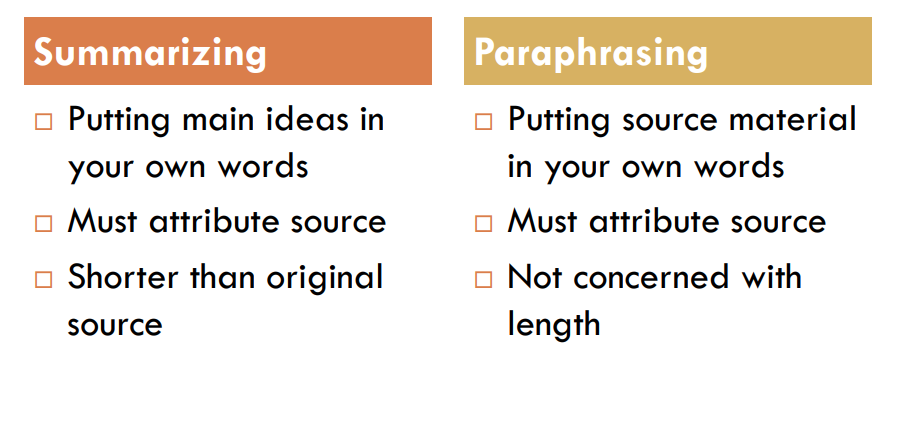 Summarizing
Putting main ideas in
your own words
Must attribute source
Shorter than original
source
Paraphrasing
Putting source material
in your own words
Must attribute source
Not concerned with
length